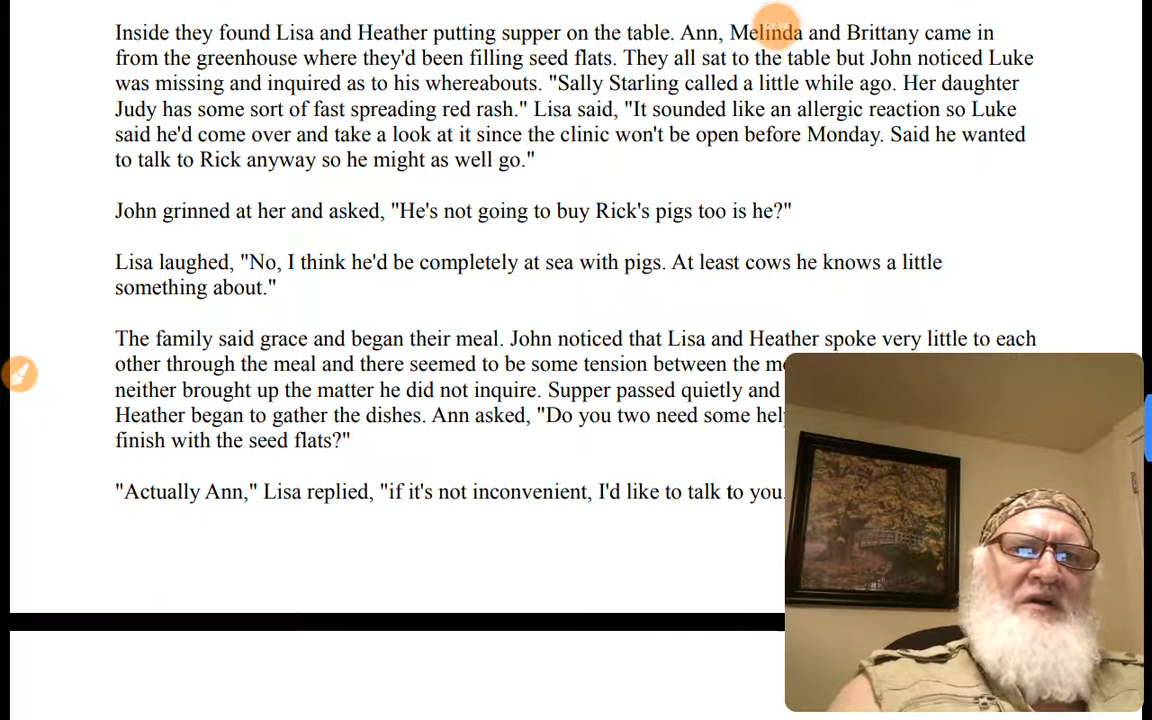 Inside they found Lisa and Heather putting supper on the table. Ann, Melinda and Brittany came in
from the greenhouse where they'd been filling seed flats. They all sat to the table but John noticed Luke
was missing and inquired as to his whereabouts. "Sally Starling called a little while ago. Her daughter
Judy has some sort of fast spreading red rash." Lisa said, "It sounded like an allergic reaction so Luke
said he'd come over and take a look at it since the clinic won't be open before Monday. Said he wanted
to talk to Rick anyway so he might as well go."
John grinned at her and asked, "He's not going to buy Rick's pigs too is he?"
Lisa laughed, "No, I think he'd be completely at sea with pigs. At least cows he knows a little
something about."
The family said grace and began their meal. John noticed that Lisa and Heather spoke very little to each
other through the meal and there seemed to be some tension between the
neither brought up the matter he did not inquire. Supper passed quietly and
Heather began to gather the dishes. Ann asked, "Do you two need some
finish with the seed flats?"
"Actually Ann," Lisa replied, "if it's not inconvenient, I'd like to talk to you